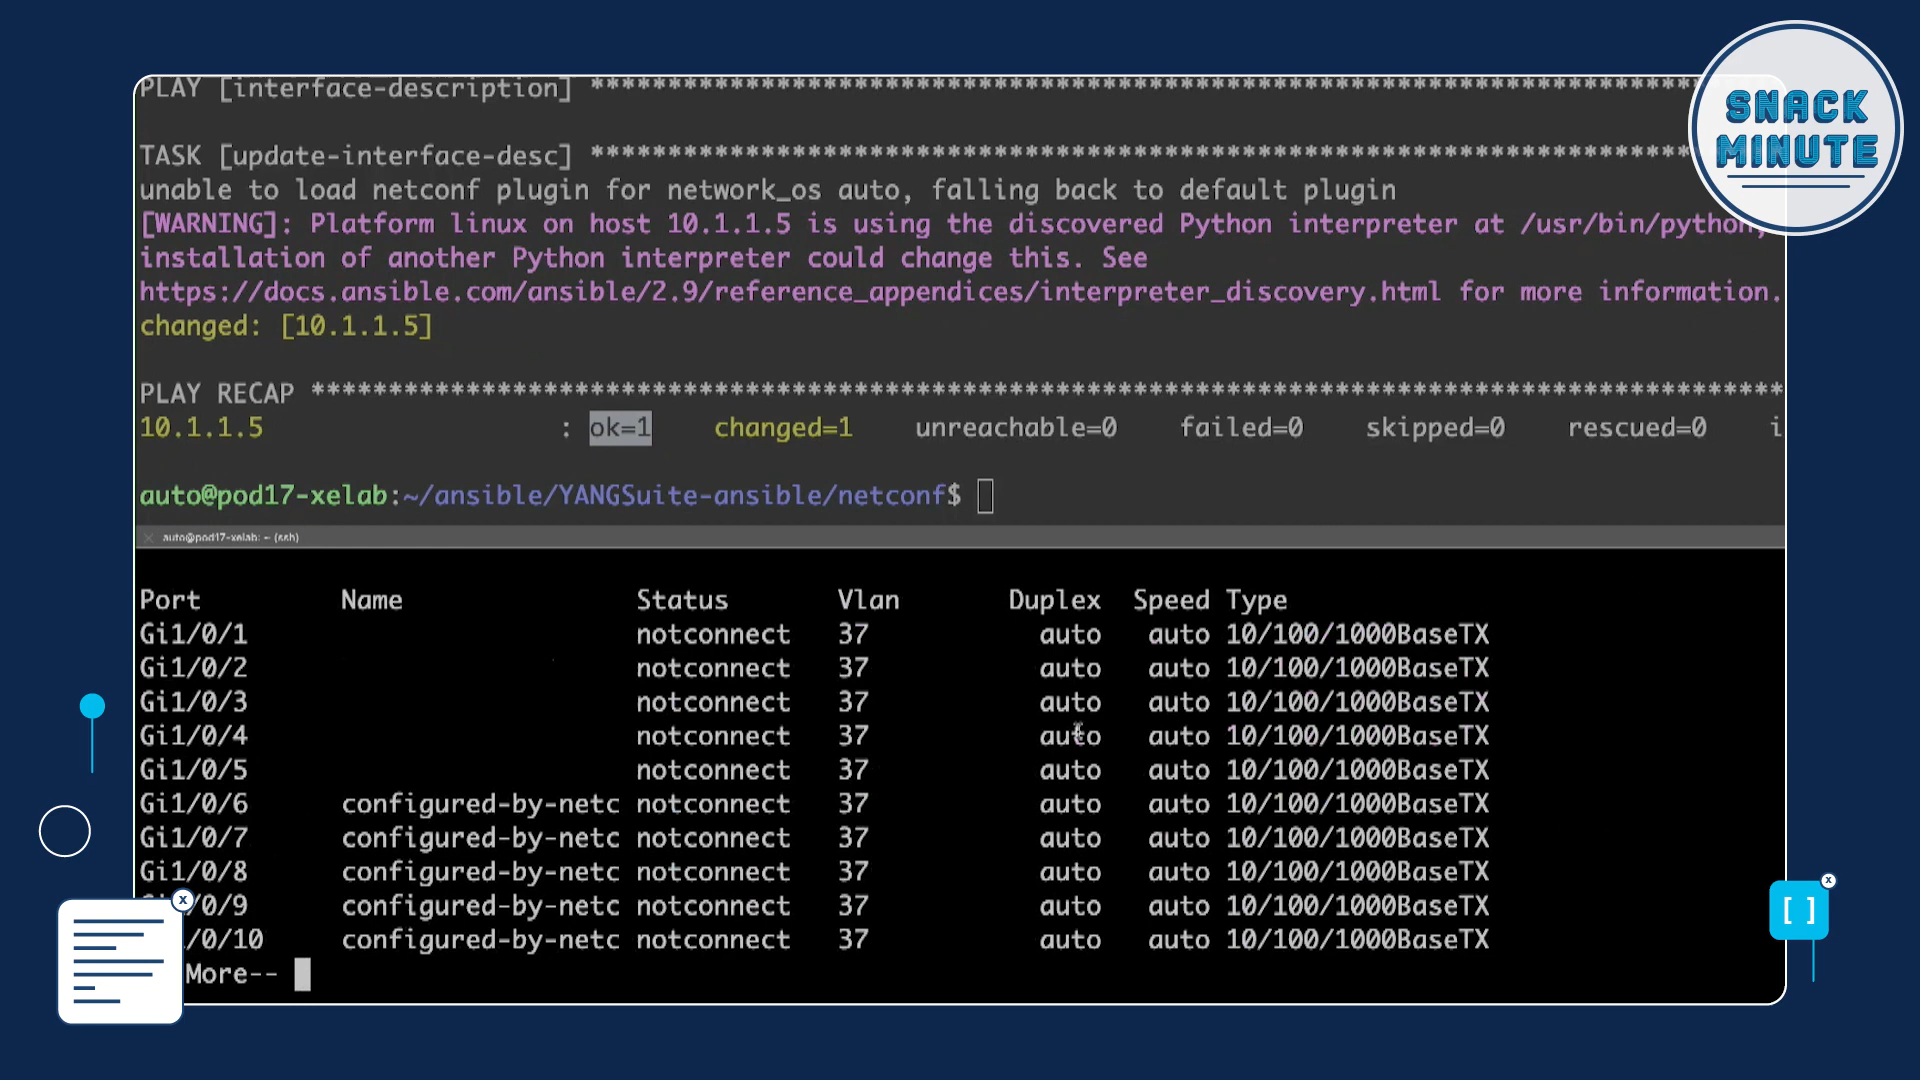 SNACK
MINUTE
PLAY [interface-description] ****************************************************************************************
TASK [update-interface-desc] ****************************************************************************************
unable to load netconf plugin for network_os auto, falling back to default plugin
[WARNING]: Platform linux on host 10.1.1.5 is using the discovered Python interpreter at /usr/bin/python,
installation of another Python interpreter could change this. See
https://docs.ansible.com/ansible/2.9/reference_appendices/interpreter_discovery.html for more information.
changed: [10.1.1.5]
PLAY RECAP ***********************************************************************************************
10.1.1.5 : ok=1 changed=1 unreachable=0 failed=0 skipped=0 rescued=0 i
auto@pod17-xelab:~/ansible/YANGSuite-ansible/netconf$
auto@pod17-xelab: ~ (ssh)
Port Name Status Vlan Duplex Speed Type
Gi1/0/1 notconnect 37 auto auto 10/100/1000BaseTX
Gi1/0/2 notconnect 37 auto auto 10/100/1000BaseTX
Gi1/0/3 notconnect 37 auto auto 10/100/1000BaseTX
Gi1/0/4 notconnect 37 auto auto 10/100/1000BaseTX
Gi1/0/5 notconnect 37 auto auto 10/100/1000BaseTX
Gi1/0/6 configured-by-netc notconnect 37 auto auto 10/100/1000BaseTX
Gi1/0/7 configured-by-netc notconnect 37 auto auto 10/100/1000BaseTX
Gi1/0/8 configured-by-netc notconnect 37 auto auto 10/100/1000BaseTX
/0/9 configured-by-netc notconnect 37 auto auto 10/100/1000BaseTX
/0/10 configured-by-netc notconnect 37 auto auto 10/100/1000BaseTX
More--
x
[ ]
x